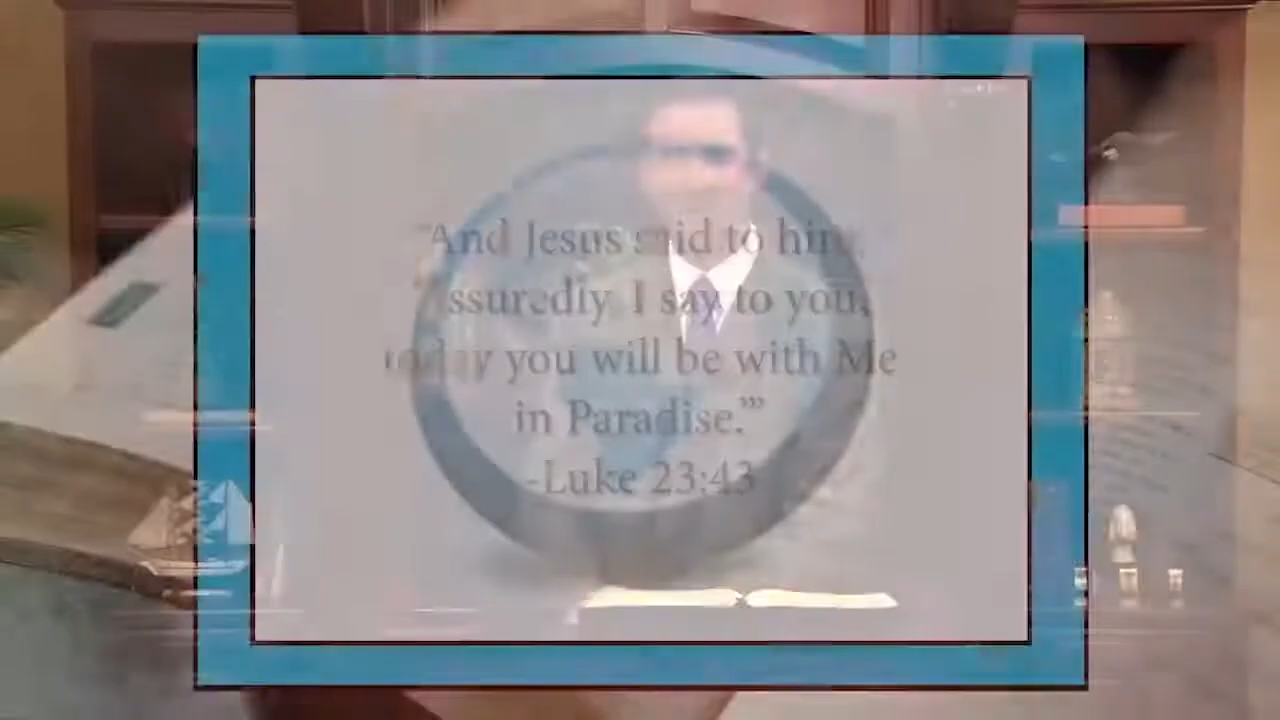 “And Jesus said to him,
‘Assuredly, I say to you,
today you will be with Me
in Paradise.’”
-Luke 23:43